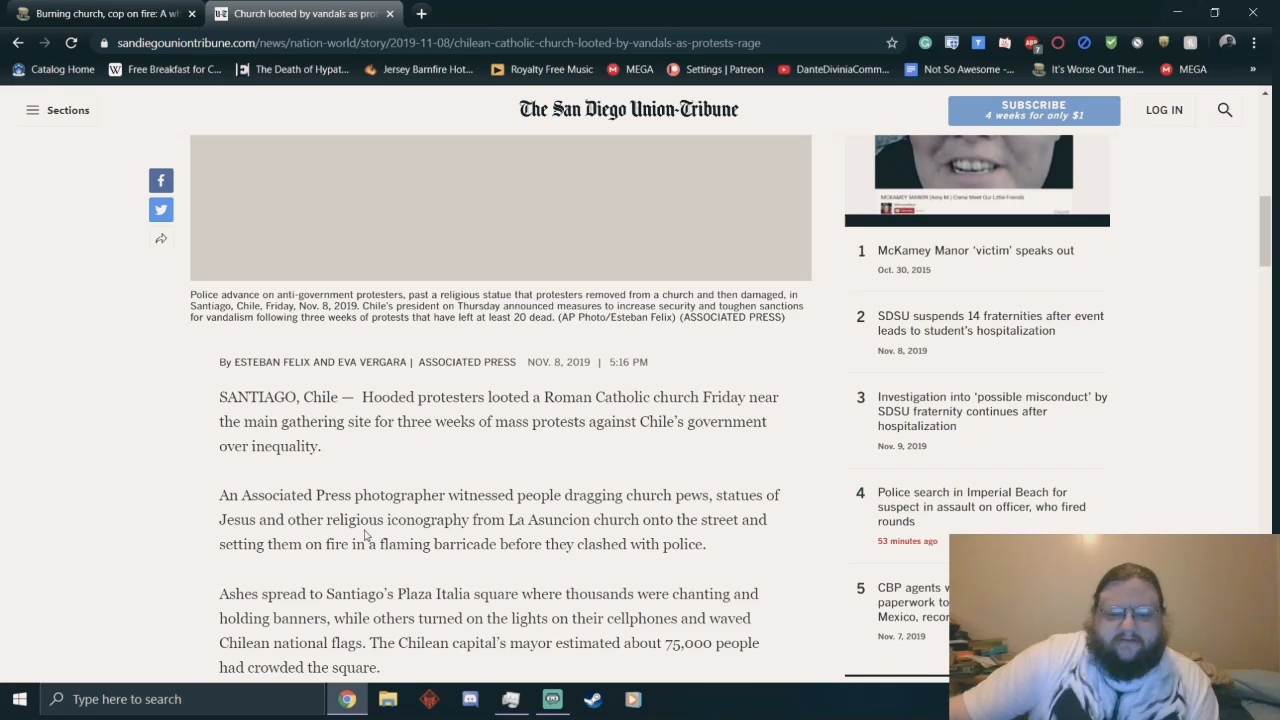 Burning church, cop on fire: A wh
Church looted by vandals as prot
sandiegouniontribune.com/news/nation-world/story/2019-11-08/chilean-catholic-church-looted-by-vandals-as-protests-rage
Catalog Home
Free Breakfast for C...
The Death of Hypat...
Jersey Barnfire Hot...
Royalty Free Music
MEGA
Settings | Patreon
DanteDiviniaComm...
Not So Awesome -...
It's Worse Out Ther...
MEGA
Sections
The San Diego Union-Tribune
SUBSCRIBE
4 weeks for only $1
LOG IN
MCKAMEY MANOR (Amy M.) Come Meet Our Little Friends)
Police advance on anti-government protesters, past a religious statue that protesters removed from a church and then damaged, in
Santiago, Chile, Friday, Nov. 8, 2019. Chile's president on Thursday announced measures to increase security and toughen sanctions
for vandalism following three weeks of protests that have left at least 20 dead. (AP Photo/Esteban Felix) (ASSOCIATED PRESS)
By ESTEBAN FELIX AND EVA VERGARA | ASSOCIATED PRESS
NOV. 8, 2019 | 5:16 PM
SANTIAGO, Chile — Hooded protesters looted a Roman Catholic church Friday near
the main gathering site for three weeks of mass protests against Chile's government
over inequality.
An Associated Press photographer witnessed people dragging church pews, statues of
Jesus and other religious iconography from La Asuncion church onto the street and
setting them on fire in a flaming barricade before they clashed with police.
Ashes spread to Santiago's Plaza Italia square where thousands were chanting and
holding banners, while others turned on the lights on their cellphones and waved
Chilean national flags. The Chilean capital's mayor estimated about 75,000 people
had crowded the square.
1 McKamey Manor 'victim' speaks out
Oct. 30, 2015
2 SDSU suspends 14 fraternities after event
leads to student's hospitalization
Nov. 8, 2019
3 Investigation into 'possible misconduct' by
SDSU fraternity continues after
hospitalization
Nov. 9, 2019
4 Police search in Imperial Beach for
suspect in assault on officer, who fired
rounds
53 minutes ago
5 CBP agents
paperwork to
Mexico,
Nov. 7, 2019
Type here to search